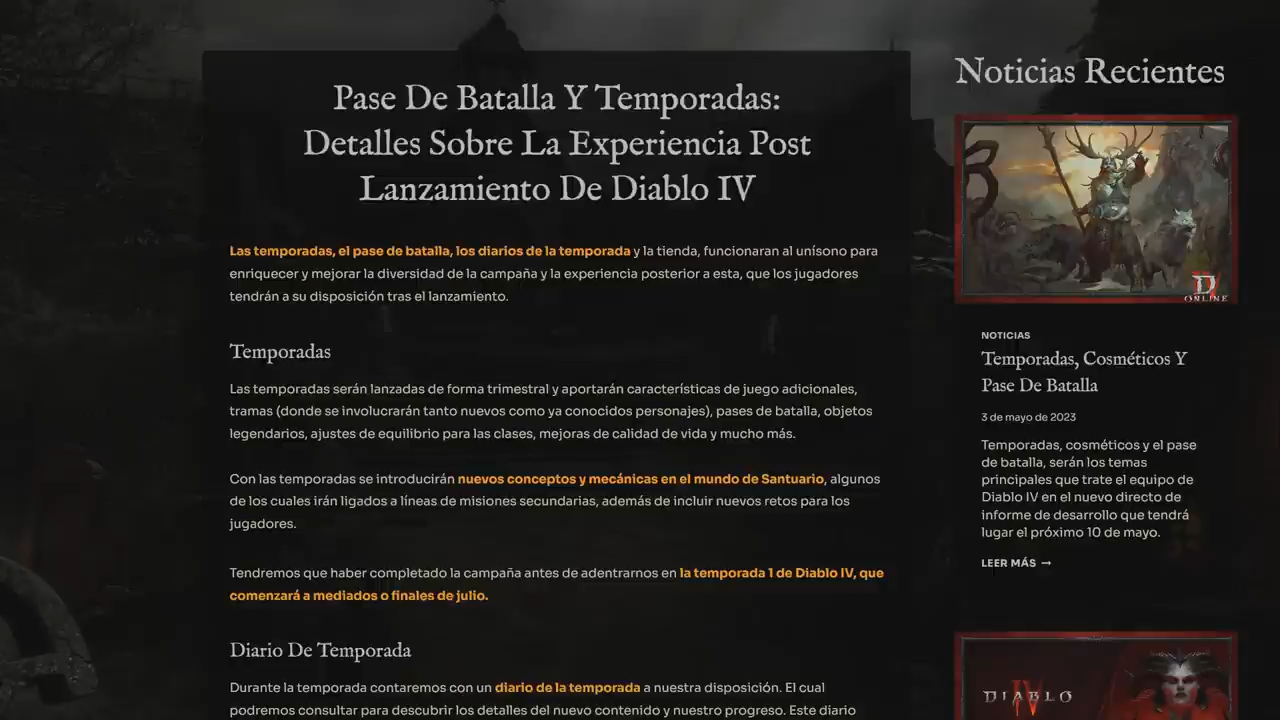 Pase De Batalla Y Temporadas:
Detalles Sobre La Experiencia Post
Lanzamiento De Diablo IV
Las temporadas, el pase de batalla, los diarios de la temporada y la tienda, funcionaran al unísono para
enriquecer y mejorar la diversidad de la campaña y la experiencia posterior a esta, que los jugadores
tendrán a su disposición tras el lanzamiento.
Temporadas
Las temporadas serán lanzadas de forma trimestral y aportarán características de juego adicionales,
tramas (donde se involucrarán tanto nuevos como ya conocidos personajes), pases de batalla, objetos
legendarios, ajustes de equilibrio para las clases, mejoras de calidad de vida y mucho más.
Con las temporadas se introducirán nuevos conceptos y mecánicas en el mundo de Santuario, algunos
de los cuales irán ligados a líneas de misiones secundarias, además de incluir nuevos retos para los
jugadores.
Tendremos que haber completado la campaña antes de adentrarnos en la temporada 1 de Diablo IV, que
comenzará a mediados o finales de julio.
Diario De Temporada
Durante la temporada contaremos con un diario de la temporada a nuestra disposición. El cual
podremos consultar para descubrir los detalles del nuevo contenido y nuestro progreso. Este diario
Noticias Recientes
D
ONLINE
NOTICIAS
Temporadas, Cosméticos Y
Pase De Batalla
3 de mayo de 2023
Temporadas, cosméticos y el pase
de batalla, serán los temas
principales que trate el equipo de
Diablo IV en el nuevo directo de
informe de desarrollo que tendrá
lugar el próximo 10 de mayo.
LEER MÁS →
DIABLO
IV